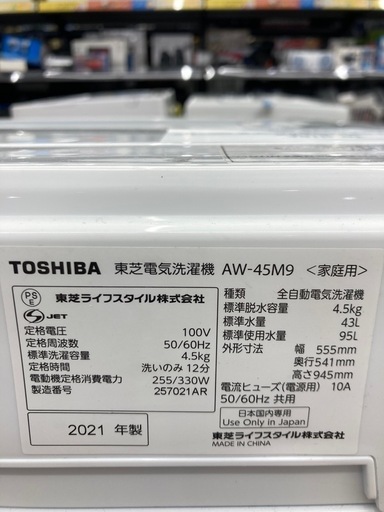 TOSHIBA 東芝電気洗濯機 AW-45M9 <家庭用>
PS
E
JET
東芝ライフスタイル株式会社
定格電圧 100V
定格周波数 50/60Hz
標準洗濯容量 4.5kg
定格時間 洗いのみ 12分
電動機定格消費電力 255/330W
製造番号 257021AR
2021 年製
種類 全自動電気洗濯機
標準脱水容量 4.5kg
標準水量 43L
標準使用水量 95L
外形寸法 幅 555mm
奥行541mm
高さ945mm
電流ヒューズ(電源用) 10A
50/60Hz 共用
日本国内専用
Use Only in Japan
東芝ライフスタイル株式会社
MADE IN CHINA